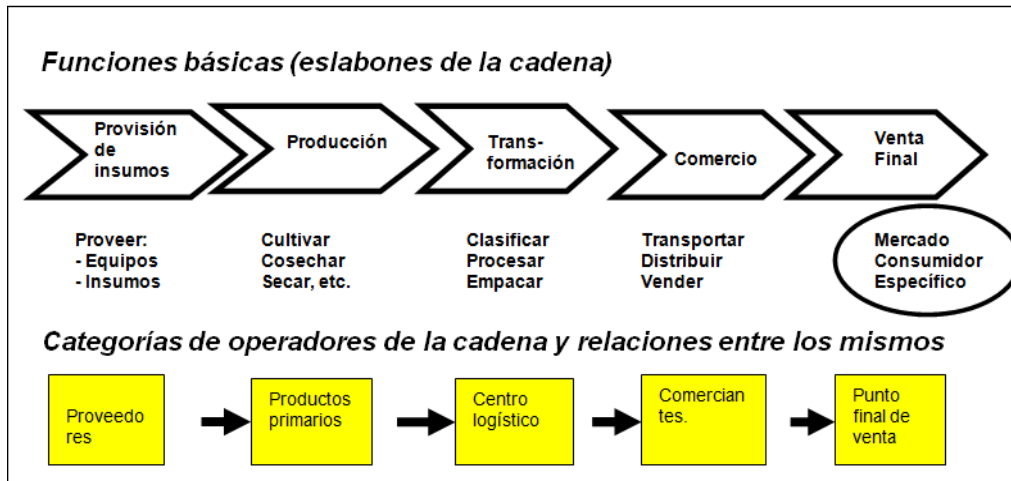 Funciones básicas (eslabones de la cadena)
Provisión
de
insumos
Producción
Trans-
formación
Comercio
Venta
Final
Proveer:
- Equipos
- Insumos
Cultivar
Cosechar
Secar, etc.
Clasificar
Procesar
Empacar
Transportar
Distribuir
Vender
Mercado
Consumidor
Específico
Categorías de operadores de la cadena y relaciones entre los mismos
Proveedo
res
Productos
primarios
Centro
logístico
Comercian
tes.
Punto
final de
venta